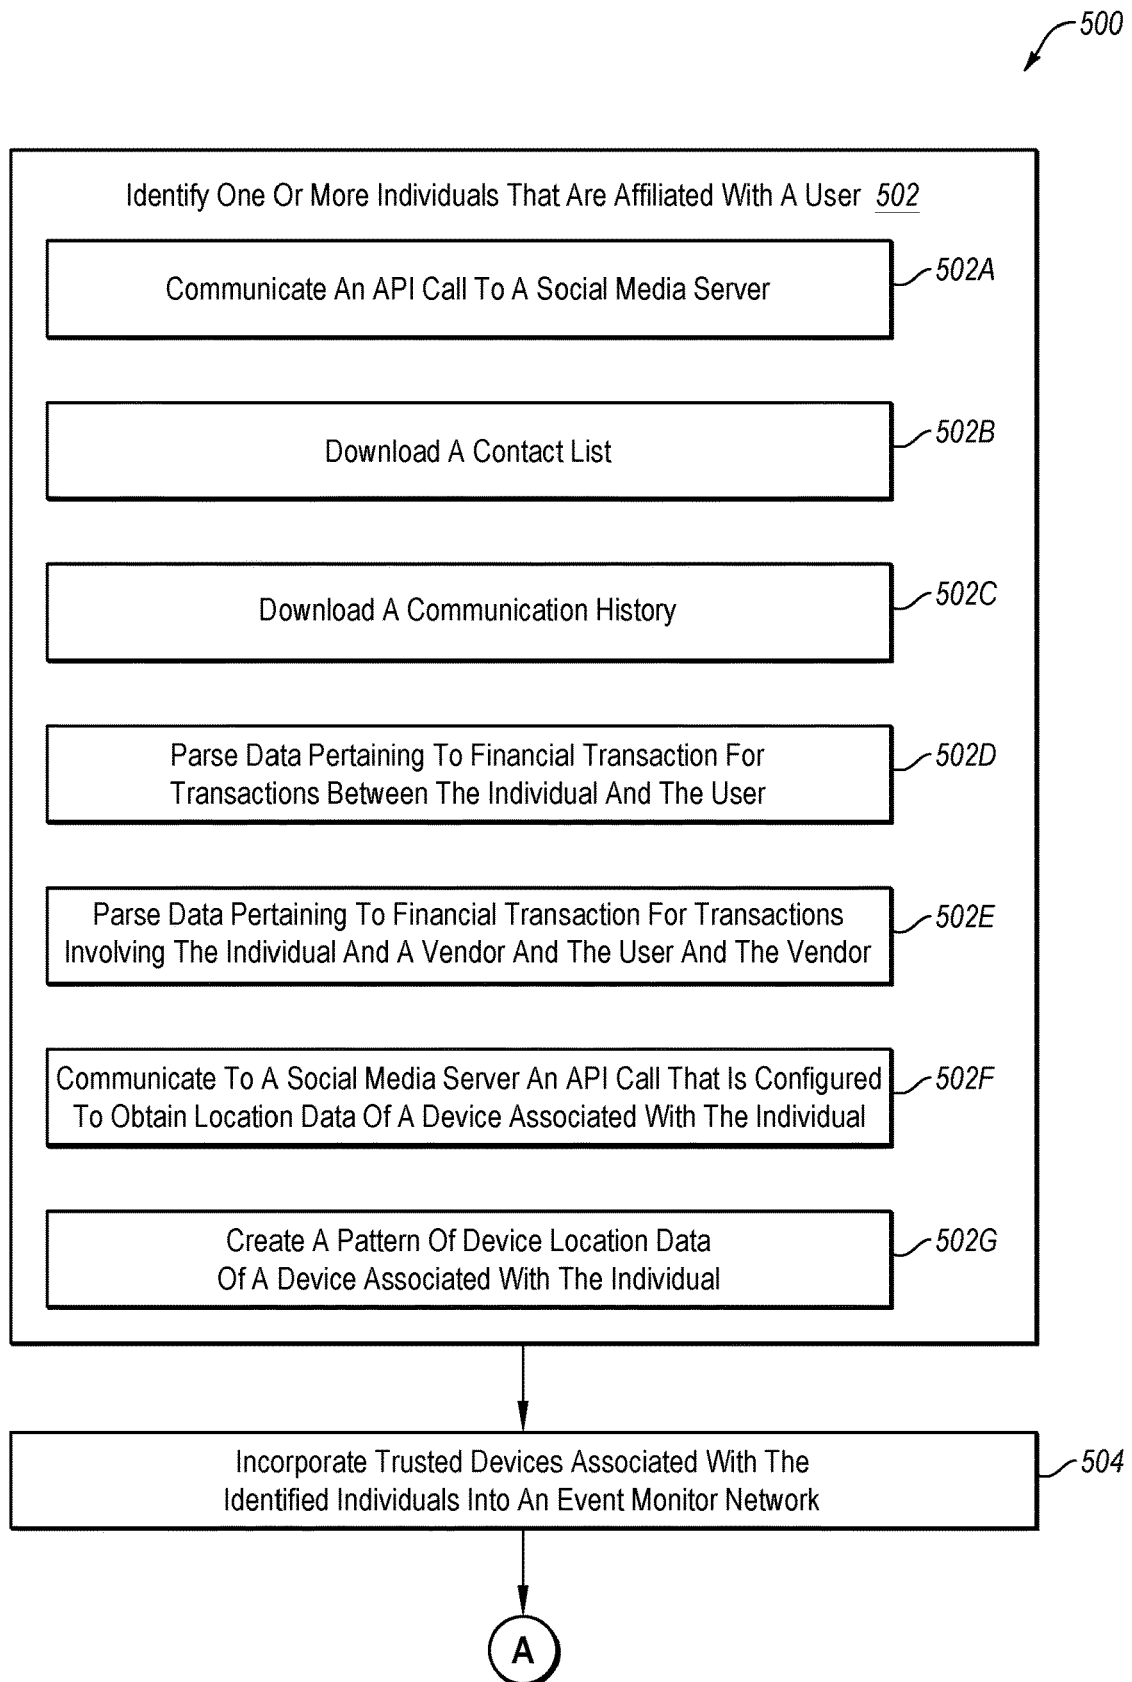 500
Identify One Or More Individuals That Are Affiliated With A User 502
Communicate An API Call To A Social Media Server
502A
Download A Contact List
502B
Download A Communication History
502C
Parse Data Pertaining To Financial Transaction For
Transactions Between The Individual And The User
502D
Parse Data Pertaining To Financial Transaction For Transactions
Involving The Individual And A Vendor And The User And The Vendor
502E
Communicate To A Social Media Server An API Call That Is Configured
To Obtain Location Data Of A Device Associated With The Individual
502F
Create A Pattern Of Device Location Data
Of A Device Associated With The Individual
502G
Incorporate Trusted Devices Associated With The
Identified Individuals Into An Event Monitor Network
504
A